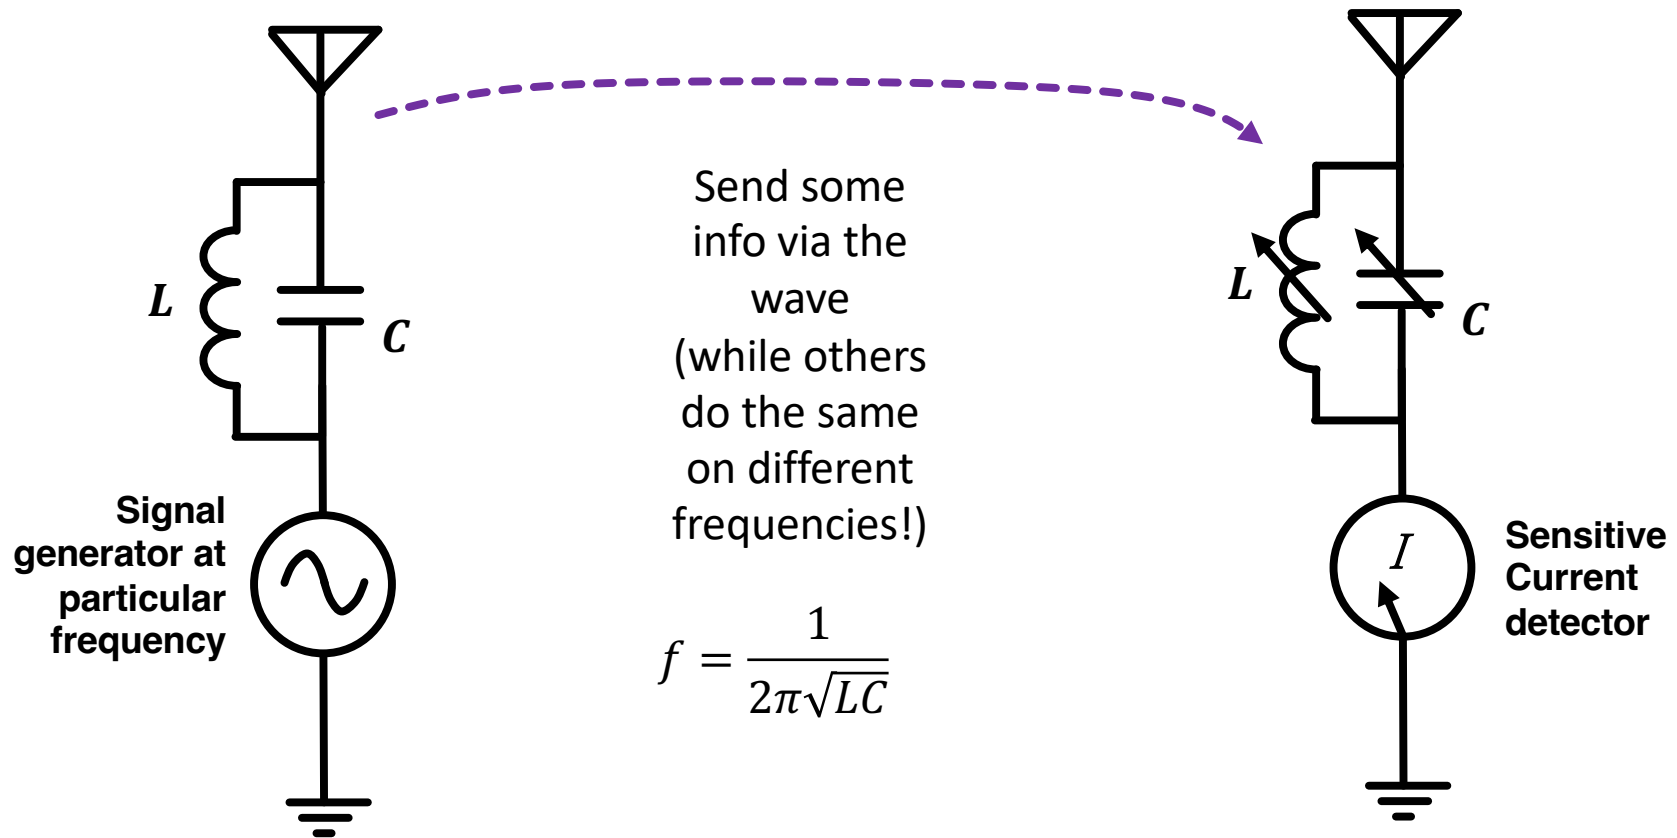 L
C
Signal
generator at
particular
frequency
Send some
info via the
wave
(while others
do the same
on different
frequencies!)
f = 1 / 2π√LC
L
C
I
Sensitive
Current
detector